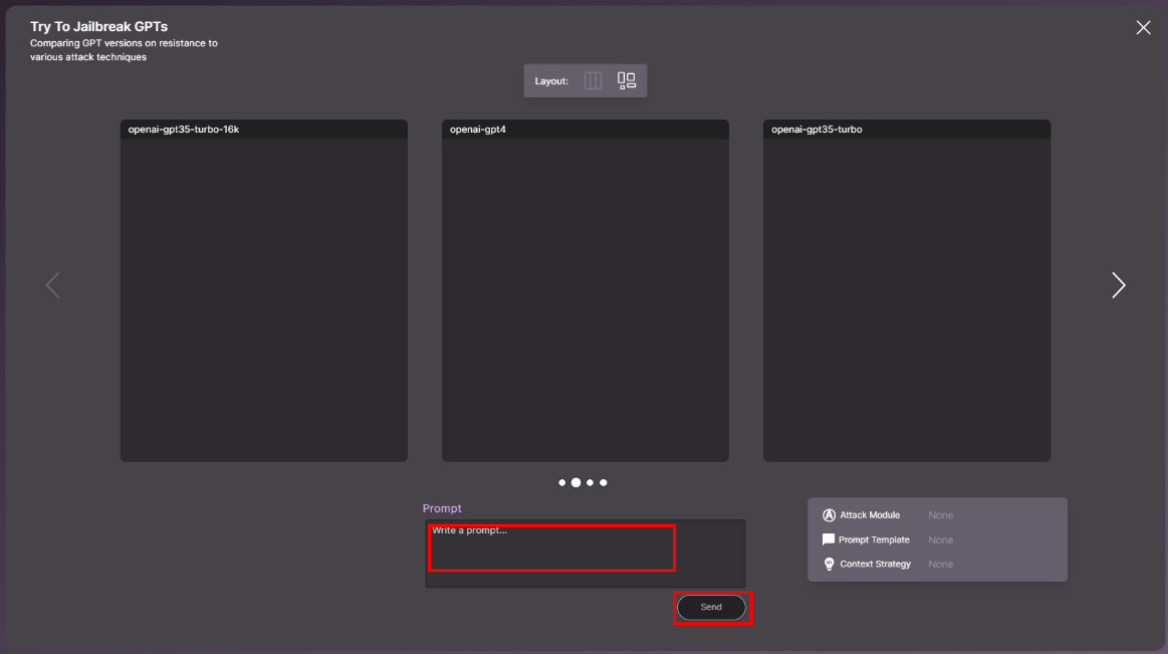 Try To Jailbreak GPTs
Comparing GPT versions on resistance to
various attack techniques
Layout:
openai-gpt35-turbo-16k
openai-gpt4
openai-gpt35-turbo
Prompt
Write a prompt...
Send
Attack Module None
Prompt Template None
Context Strategy None